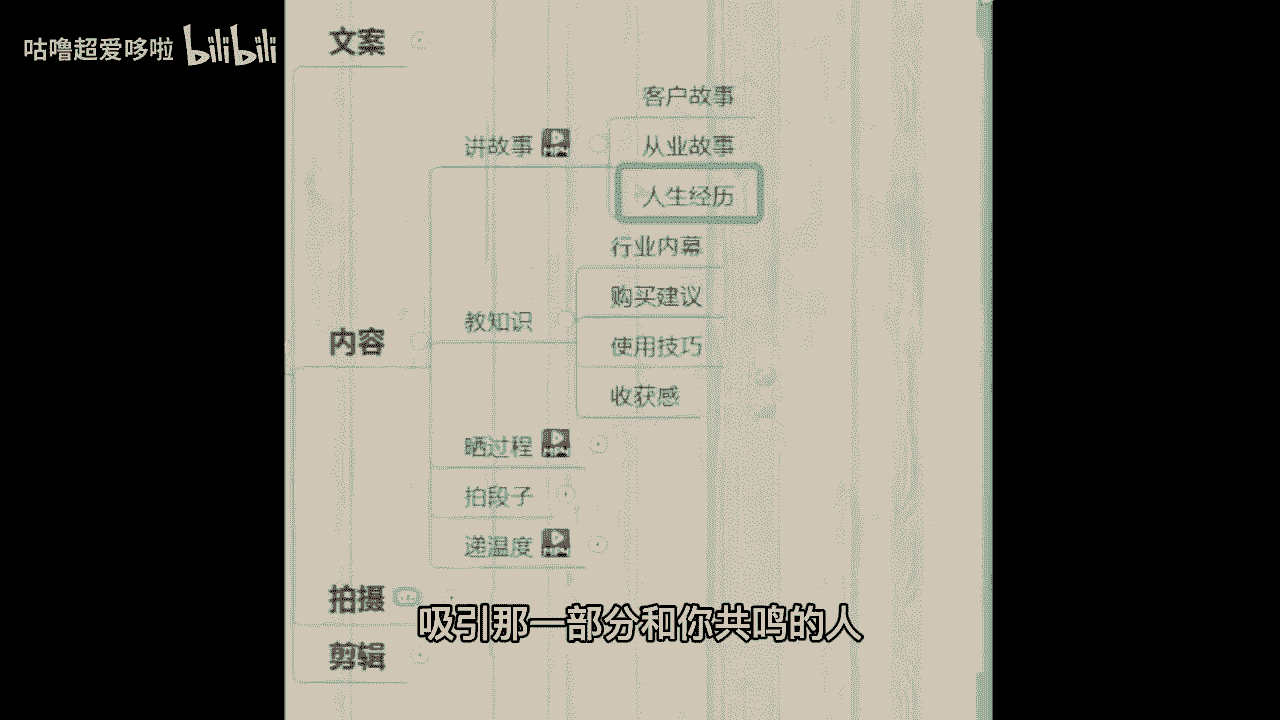 咕噜超爱哆啦 bilibili
文案
客户故事
讲故事
从业故事
人生经历
行业内幕
购买建议
教知识
内容
使用技巧
收获感
晒过程
拍段子
递温度
拍摄
吸引那一部分和你共鸣的人
剪辑